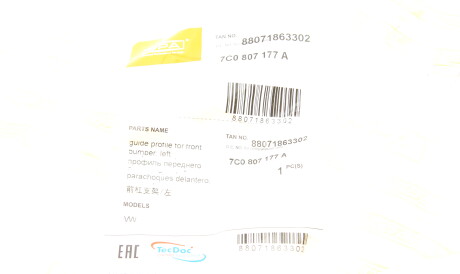 TAN NO. 88071863302
7C0 807 177 A
88071863302
PARTS NAME
guide profile for front
bumper, left
профиль переднего
parachoques delantero
前杠支架/左
MODELS
VW
TAN NO. 88071863302
7C0 807 177 A
1 PC(S)
EAC
TecDoc
88071863302